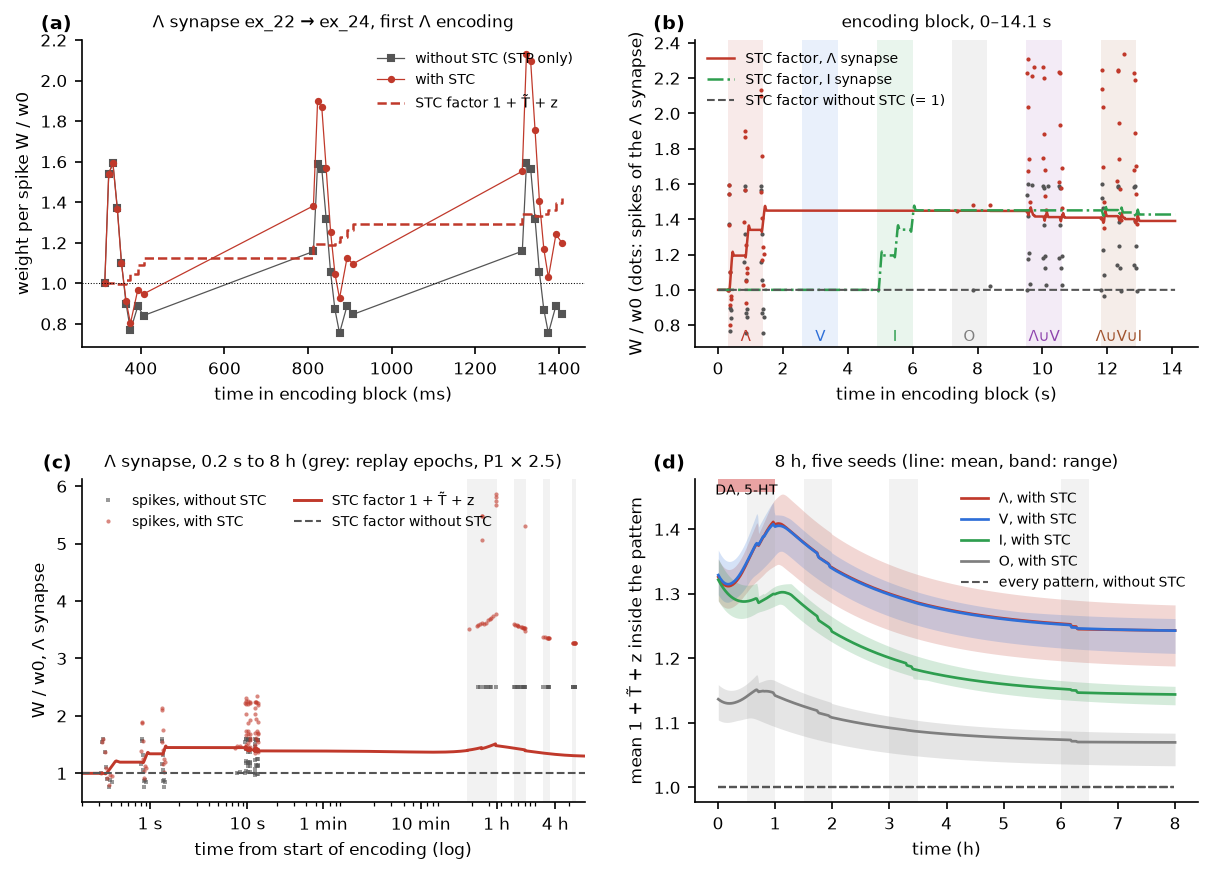 (a) Λ synapse ex_22 → ex_24, first Λ encoding
without STC (STP only)
with STC
STC factor 1 + T̃ + z
weight per spike W / w0
2.2
2.0
1.8
1.6
1.4
1.2
1.0
0.8
400 600 800 1000 1200 1400
time in encoding block (ms)
(b) encoding block, 0–14.1 s
STC factor, Λ synapse
STC factor, I synapse
STC factor without STC (= 1)
W / w0 (dots: spikes of the Λ synapse)
2.4
2.2
2.0
1.8
1.6
1.4
1.2
1.0
0.8
Λ V I O Λ∪V Λ∪V∪I
0 2 4 6 8 10 12 14
time in encoding block (s)
(c) Λ synapse, 0.2 s to 8 h (grey: replay epochs, P1 × 2.5)
spikes, without STC
spikes, with STC
STC factor 1 + T̃ + z
STC factor without STC
W / w0, Λ synapse
6
5
4
3
2
1
1 s 10 s 1 min 10 min 1 h 4 h
time from start of encoding (log)
(d) 8 h, five seeds (line: mean, band: range)
DA, 5-HT
Λ, with STC
V, with STC
I, with STC
O, with STC
every pattern, without STC
mean 1 + T̃ + z inside the pattern
1.4
1.3
1.2
1.1
1.0
0 1 2 3 4 5 6 7 8
time (h)